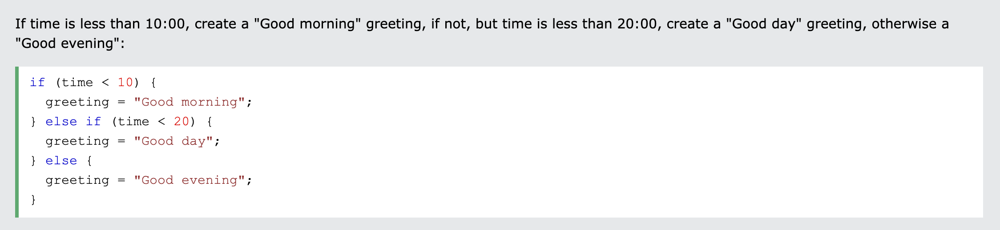 If time is less than 10:00, create a "Good morning" greeting, if not, but time is less than 20:00, create a "Good day" greeting, otherwise a
"Good evening":
if (time < 10) {
  greeting = "Good morning";
} else if (time < 20) {
  greeting = "Good day";
} else {
  greeting = "Good evening";
}